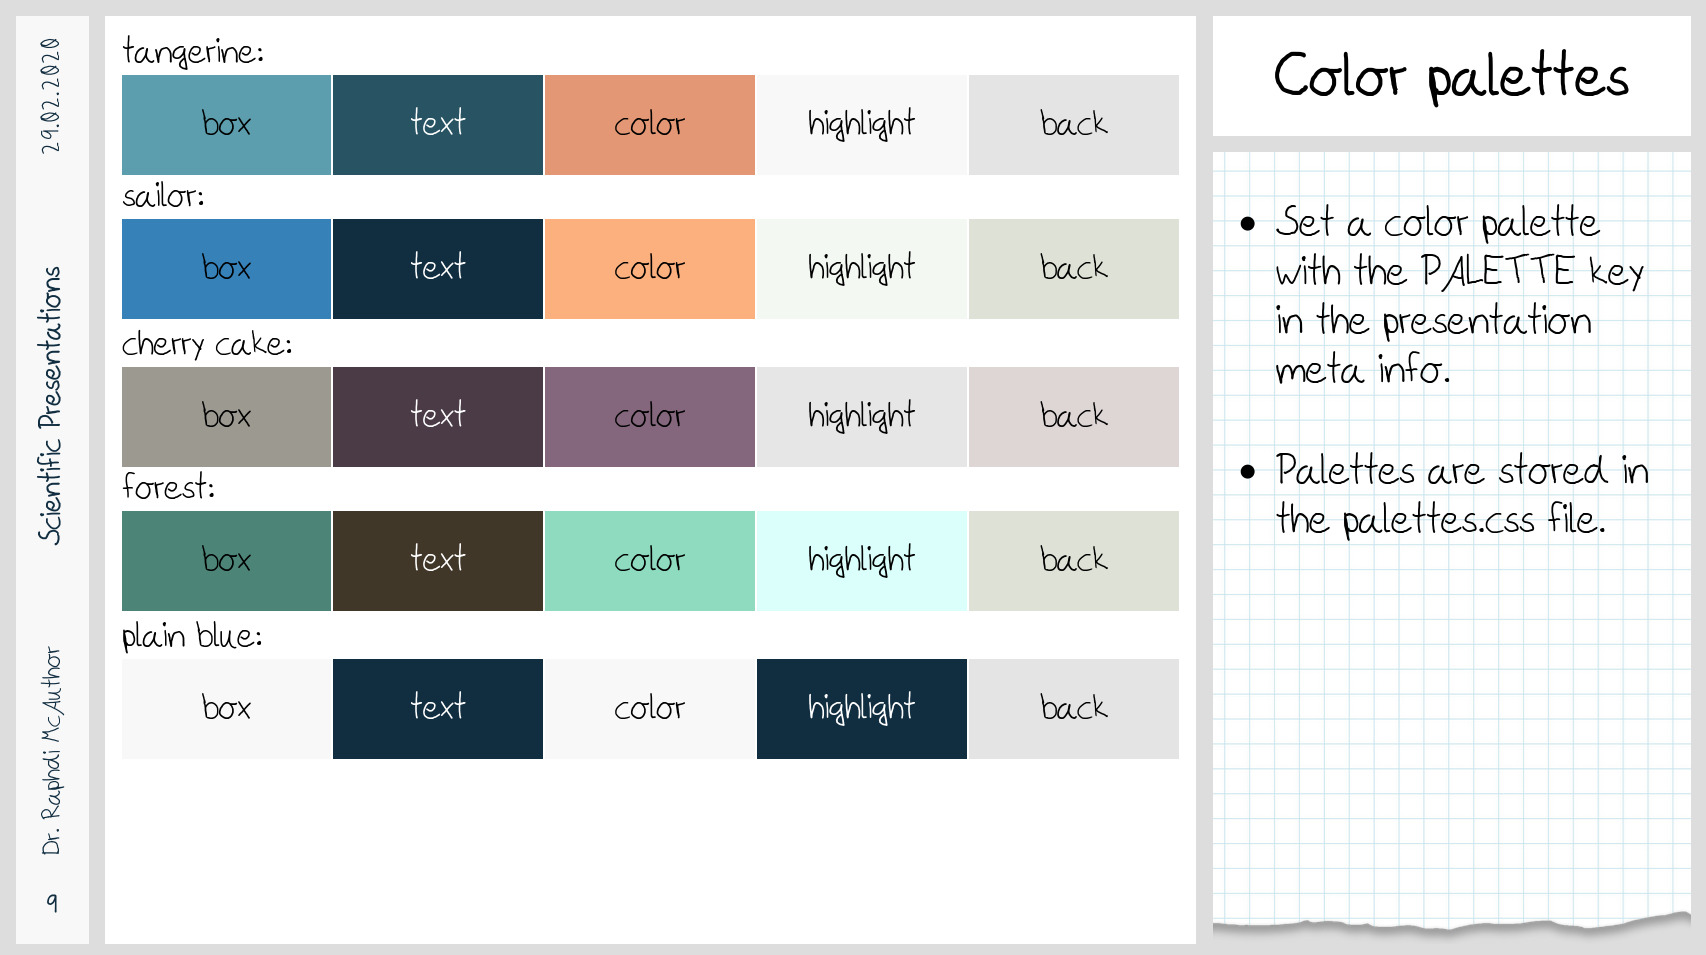 29.02.2020
Scientific Presentations
Dr. Raphdi McAuthor
9
tangerine:
box text color highlight back
sailor:
box text color highlight back
cherry cake:
box text color highlight back
forest:
box text color highlight back
plain blue:
box text color highlight back
Color palettes
• Set a color palette
with the PALETTE key
in the presentation
meta info.
• Palettes are stored in
the palettes.css file.